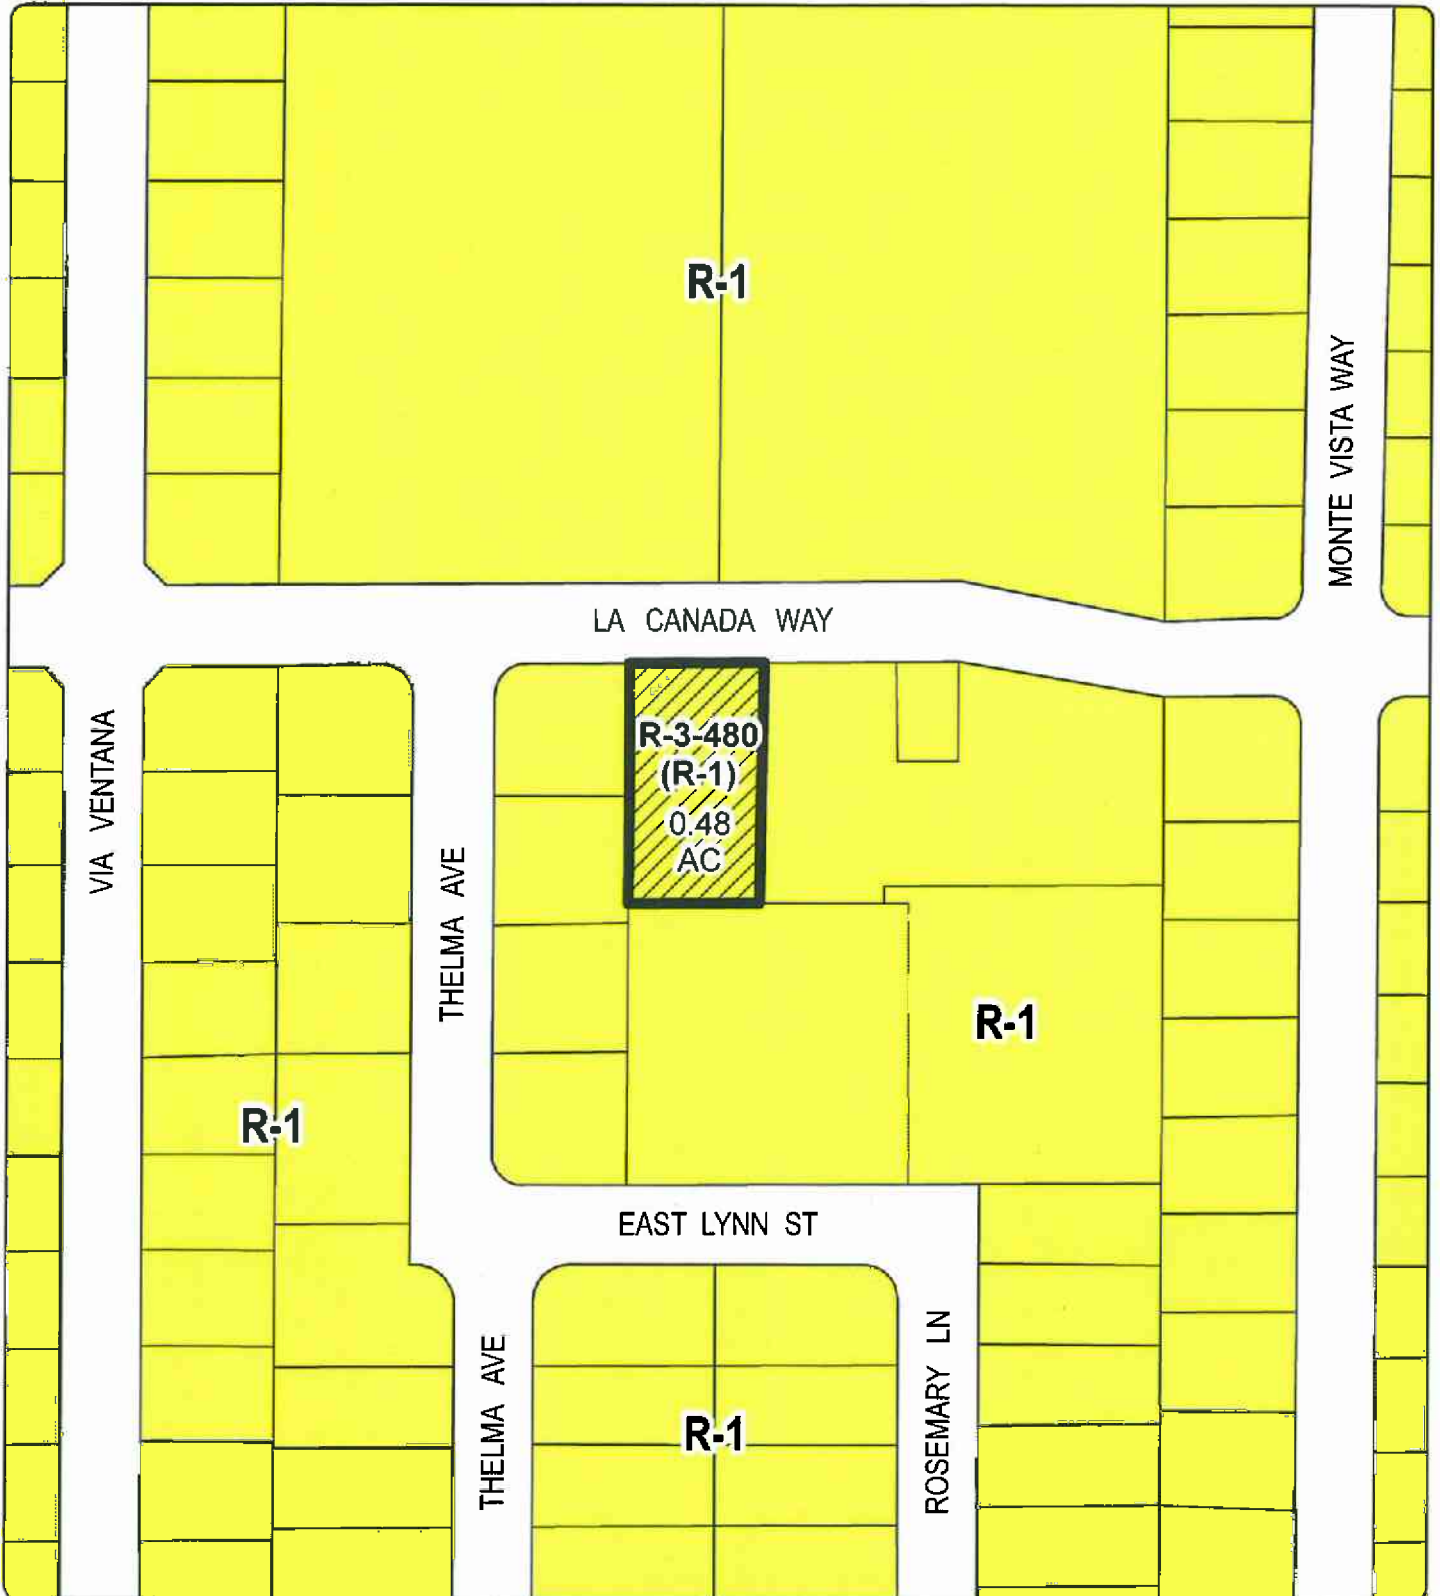 R-1
MONTE VISTA WAY
LA CANADA WAY
R-3-480
(R-1)
0.48
AC
VIA VENTANA
THELMA AVE
R-1
R-1
EAST LYNN ST
THELMA AVE
R-1
ROSEMARY LN